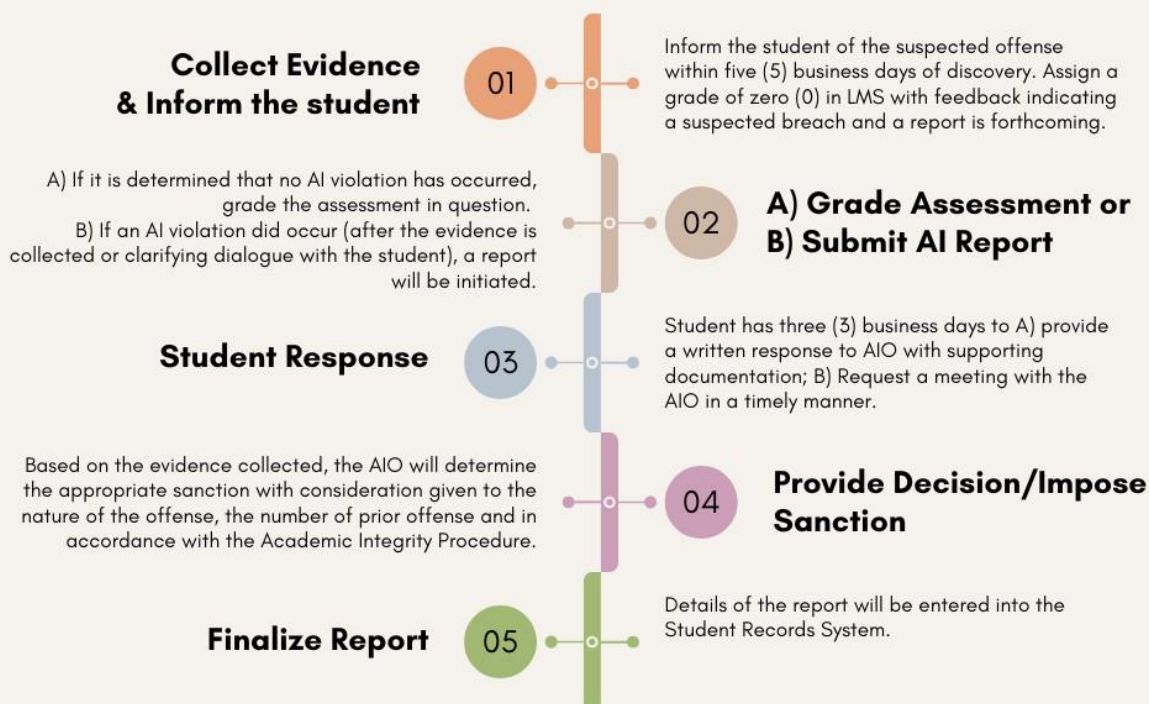 Collect Evidence
& Inform the student
01
Inform the student of the suspected offense
within five (5) business days of discovery. Assign a
grade of zero (0) in LMS with feedback indicating
a suspected breach and a report is forthcoming.
A) If it is determined that no AI violation has occurred,
grade the assessment in question.
B) If an AI violation did occur (after the evidence is
collected or clarifying dialogue with the student), a report
will be initiated.
02
A) Grade Assessment or
B) Submit AI Report
Student Response
03
Student has three (3) business days to A) provide
a written response to AIO with supporting
documentation; B) Request a meeting with the
AIO in a timely manner.
Based on the evidence collected, the AIO will determine
the appropriate sanction with consideration given to the
nature of the offense, the number of prior offense and in
accordance with the Academic Integrity Procedure.
04
Provide Decision/Impose
Sanction
Finalize Report
05
Details of the report will be entered into the
Student Records System.